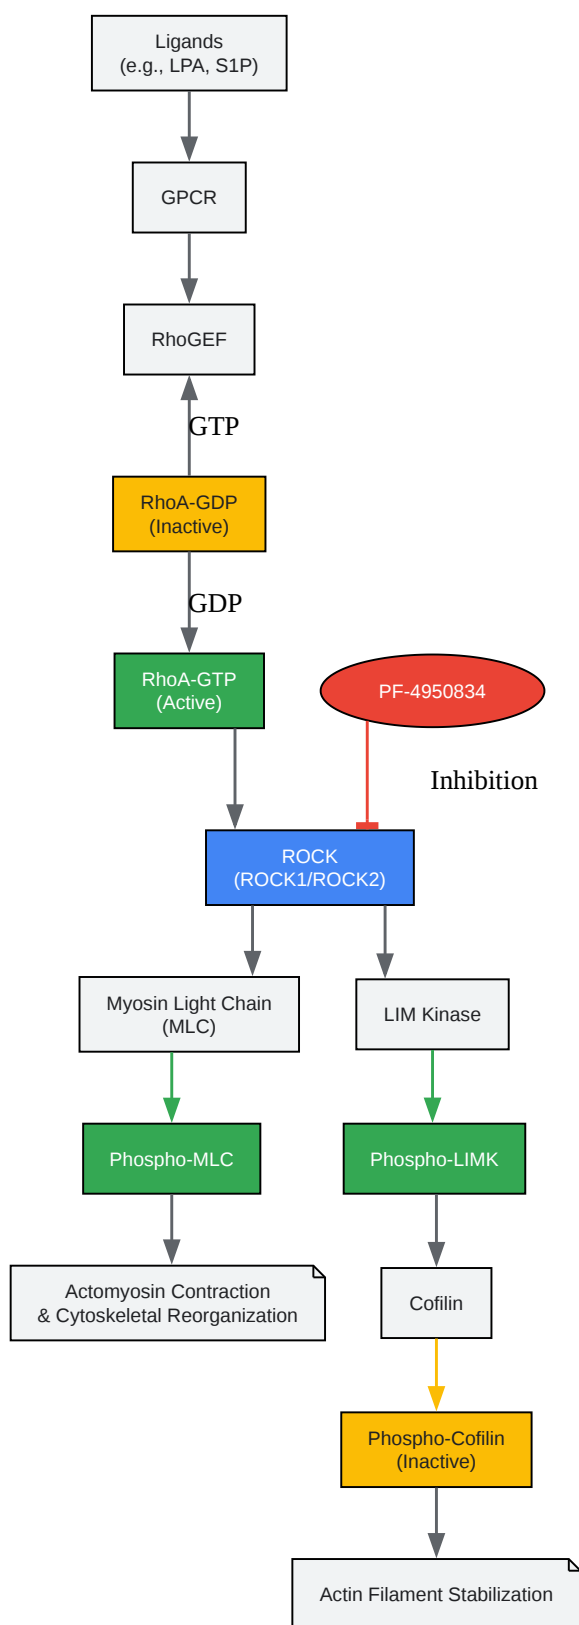 Ligands
(e.g., LPA, S1P)
GPCR
RhoGEF
GTP
RhoA-GDP
(Inactive)
GDP
RhoA-GTP
(Active)
PF-4950834
Inhibition
ROCK
(ROCK1/ROCK2)
Myosin Light Chain
(MLC)
LIM Kinase
Phospho-MLC
Phospho-LIMK
Actomyosin Contraction
& Cytoskeletal Reorganization
Cofilin
Phospho-Cofilin
(Inactive)
Actin Filament Stabilization